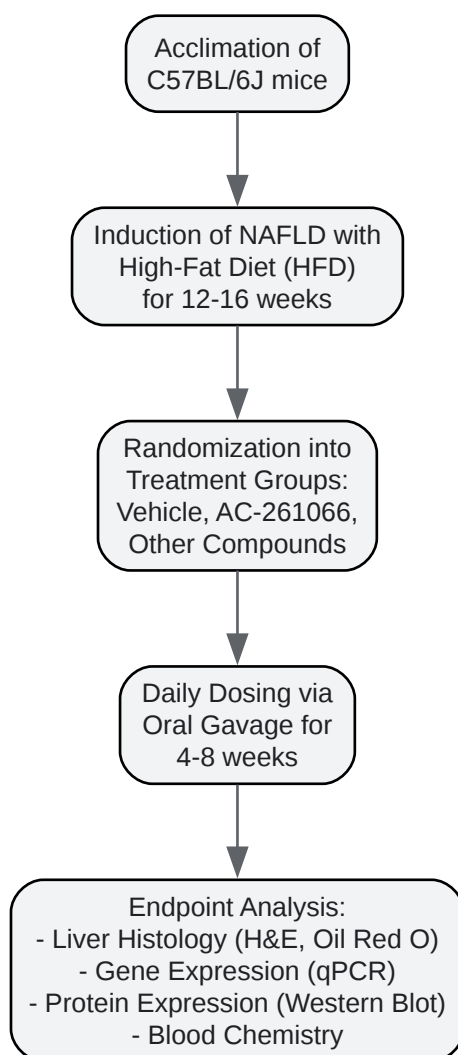 Acclimation of
C57BL/6J mice
Induction of NAFLD with
High-Fat Diet (HFD)
for 12-16 weeks
Randomization into
Treatment Groups:
Vehicle, AC-261066,
Other Compounds
Daily Dosing via
Oral Gavage for
4-8 weeks
Endpoint Analysis:
- Liver Histology (H&E, Oil Red O)
- Gene Expression (qPCR)
- Protein Expression (Western Blot)
- Blood Chemistry